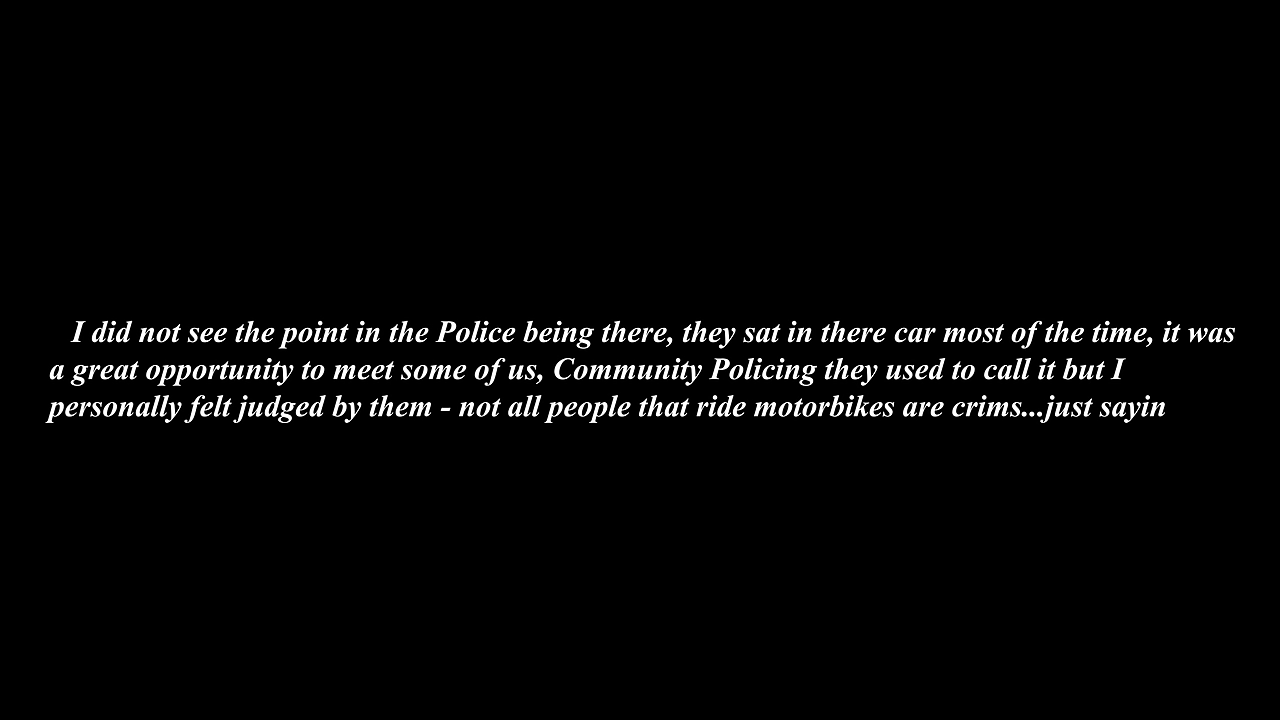 I did not see the point in the Police being there, they sat in there car most of the time, it was
a great opportunity to meet some of us, Community Policing they used to call it but I
personally felt judged by them - not all people that ride motorbikes are crims...just sayin